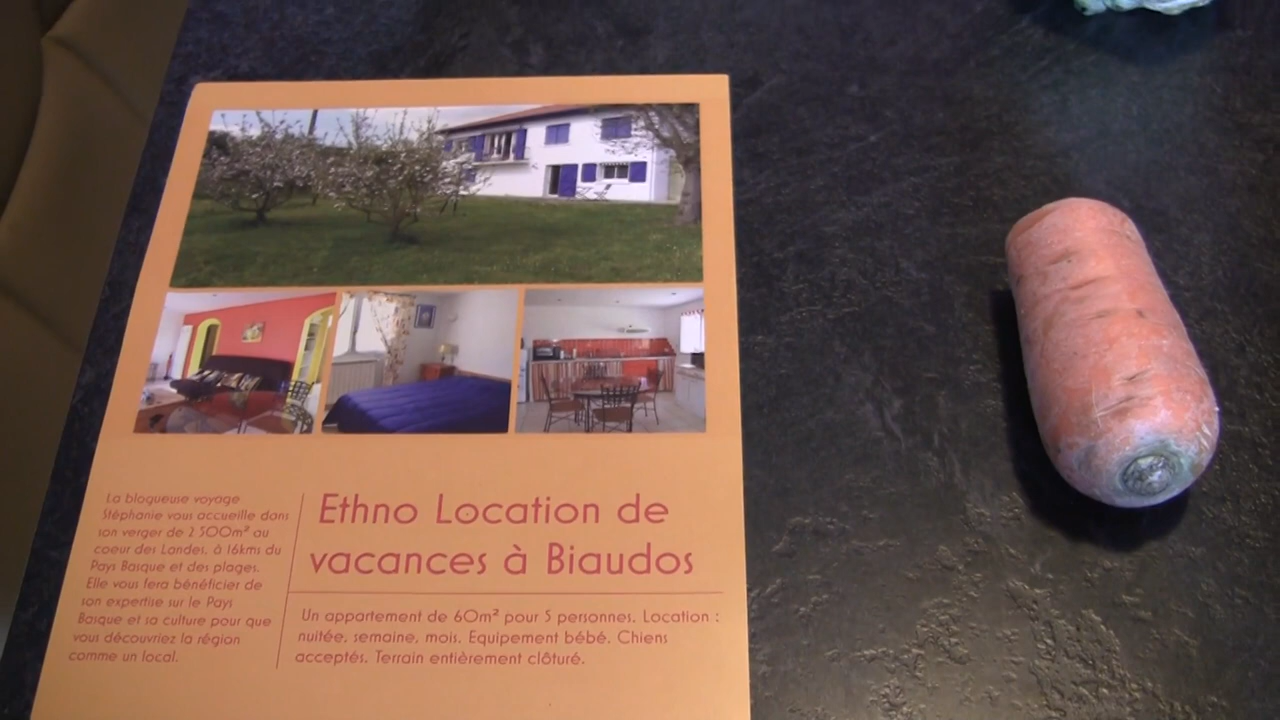 La blogueuse voyage
Stéphanie vous accueille dans
son verger de 2 500m² au
coeur des Landes, à 16kms du
Pays Basque et des plages.
Elle vous fera bénéficier de
son expertise sur le Pays
Basque et sa culture pour que
vous découvriez la région
comme un local.
Ethno Location de
vacances à Biaudos
Un appartement de 60m² pour 5 personnes. Location :
nuitée, semaine, mois. Equipement bébé. Chiens
acceptés. Terrain entièrement clôturé.